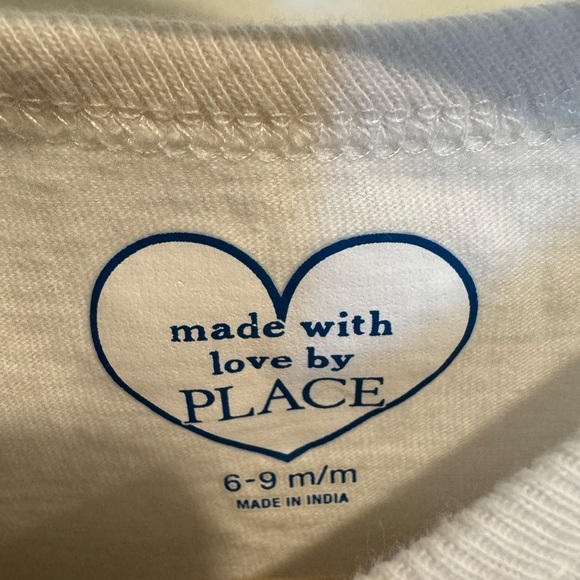 made with
love by
PLACE
6-9 m/m
MADE IN INDIA